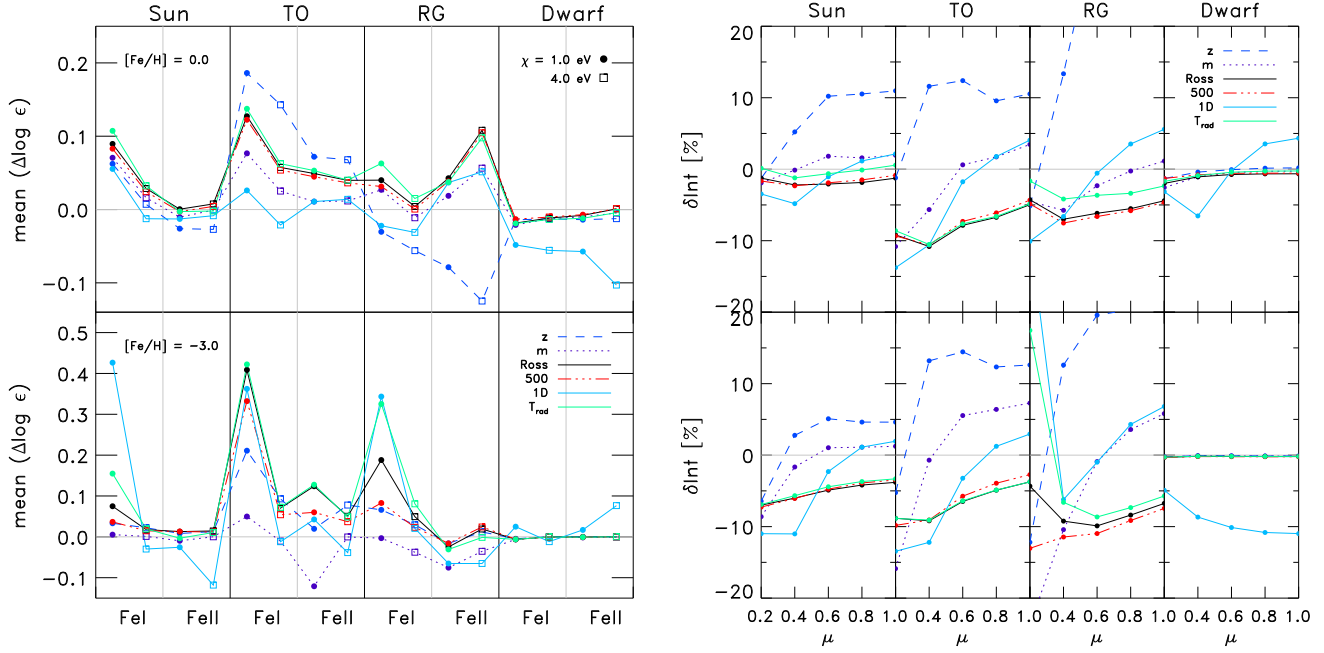 Sun TO RG Dwarf
[Fe/H] = 0.0
χ = 1.0 eV
4.0 eV
0.2
0.1
0.0
−0.1
mean (Δlog ε)
[Fe/H] = −3.0
z
m
Ross
500
1D
T_rad
0.5
0.4
0.3
0.2
0.1
0.0
−0.1
mean (Δlog ε)
FeI FeII FeI FeII FeI FeII FeI FeII
Sun TO RG Dwarf
z
m
Ross
500
1D
T_rad
20
10
0
−10
−20
δInt [%]
20
10
0
−10
−20
δInt [%]
0.2 0.4 0.6 0.8 1.0 0.4 0.6 0.8 1.0 0.4 0.6 0.8 1.0 0.4 0.6 0.8 1.0
μ μ μ μ